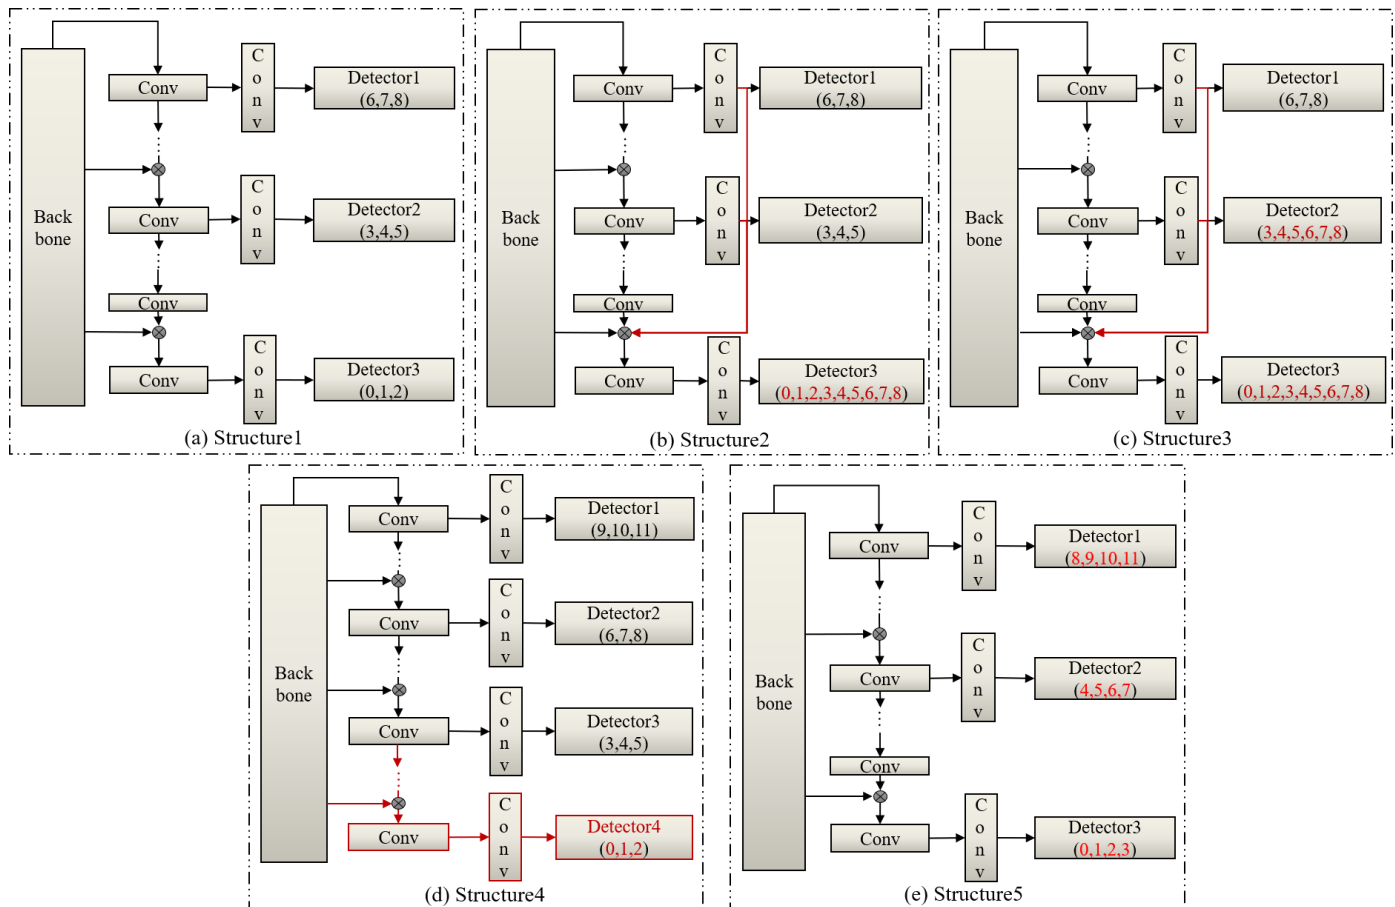 Back
bone
Conv
C
o
n
v
Detector1
(6,7,8)
Conv
C
o
n
v
Detector2
(3,4,5)
Conv
Conv
C
o
n
v
Detector3
(0,1,2)
(a) Structure1
Back
bone
Conv
C
o
n
v
Detector1
(6,7,8)
Conv
C
o
n
v
Detector2
(3,4,5)
Conv
Conv
C
o
n
v
Detector3
(0,1,2,3,4,5,6,7,8)
(b) Structure2
Back
bone
Conv
C
o
n
v
Detector1
(6,7,8)
Conv
C
o
n
v
Detector2
(3,4,5,6,7,8)
Conv
Conv
C
o
n
v
Detector3
(0,1,2,3,4,5,6,7,8)
(c) Structure3
Back
bone
Conv
C
o
n
v
Detector1
(9,10,11)
Conv
C
o
n
v
Detector2
(6,7,8)
Conv
C
o
n
v
Detector3
(3,4,5)
Conv
C
o
n
v
Detector4
(0,1,2)
(d) Structure4
Back
bone
Conv
C
o
n
v
Detector1
(8,9,10,11)
Conv
C
o
n
v
Detector2
(4,5,6,7)
Conv
Conv
C
o
n
v
Detector3
(0,1,2,3)
(e) Structure5